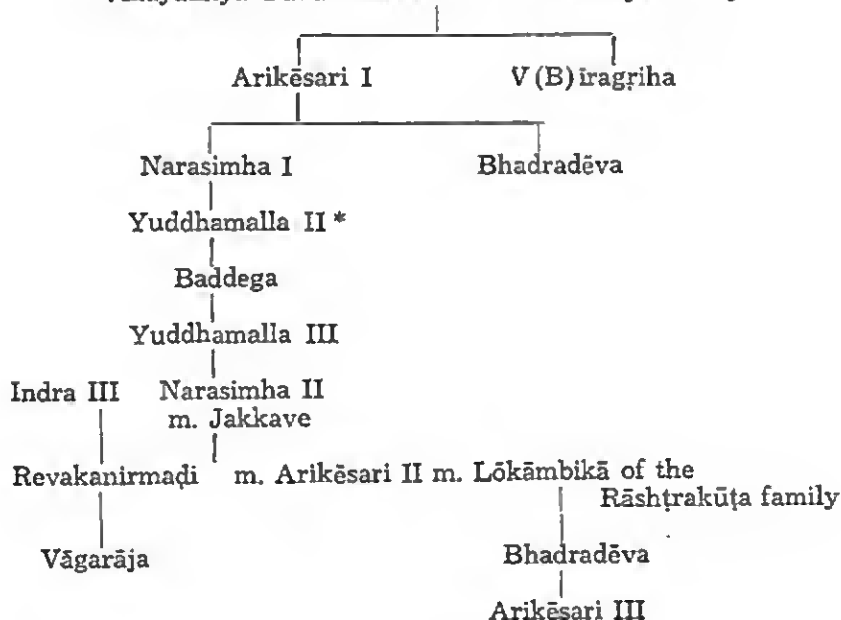 Arikēsari I V (B) īragṛiha
Narasimha I Bhadradēva
Yuddhamalla II *
Baddega
Yuddhamalla III
Indra III Narasimha II
m. Jakkave
Revakanirmaḍi m. Arikēsari II m. Lōkāmbikā of the
Rāshṭrakūṭa family
Vāgarāja Bhadradēva
Arikēsari III